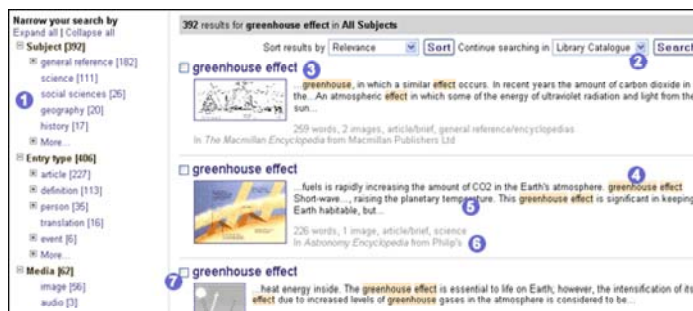 Narrow your search by
Expand all | Collapse all
Subject [392]
general reference [182]
science [111]
social sciences [26]
geography [20]
history [17]
More...
Entry type [406]
article [227]
definition [113]
person [35]
translation [16]
event [6]
More...
Media [62]
image [56]
audio [3]
1
392 results for greenhouse effect in All Subjects
Sort results by Relevance Sort Continue searching in Library Catalogue Searc
2
greenhouse effect 3
...greenhouse, in which a similar effect occurs. In recent years the amount of carbon dioxide in
the...An atmospheric effect in which some of the energy of ultraviolet radiation and light from the
sun...
269 words, 2 images, article/brief, general reference/encyclopedias
In The Macmillan Encyclopedia from Macmillan Publishers Ltd
greenhouse effect
4
...fuels is rapidly increasing the amount of CO2 in the Earth's atmosphere. greenhouse effect
Short-wave..., raising the planetary temperature. This greenhouse effect is significant in keeping
Earth habitable, but...
5
226 words, 1 image, article/brief, science
In Astronomy Encyclopedia from Philip's 6
7 greenhouse effect
...heat energy inside. The greenhouse effect is essential to life on Earth; however, the intensification of its
effect due to increased levels of greenhouse gases in the atmosphere is considered to be...